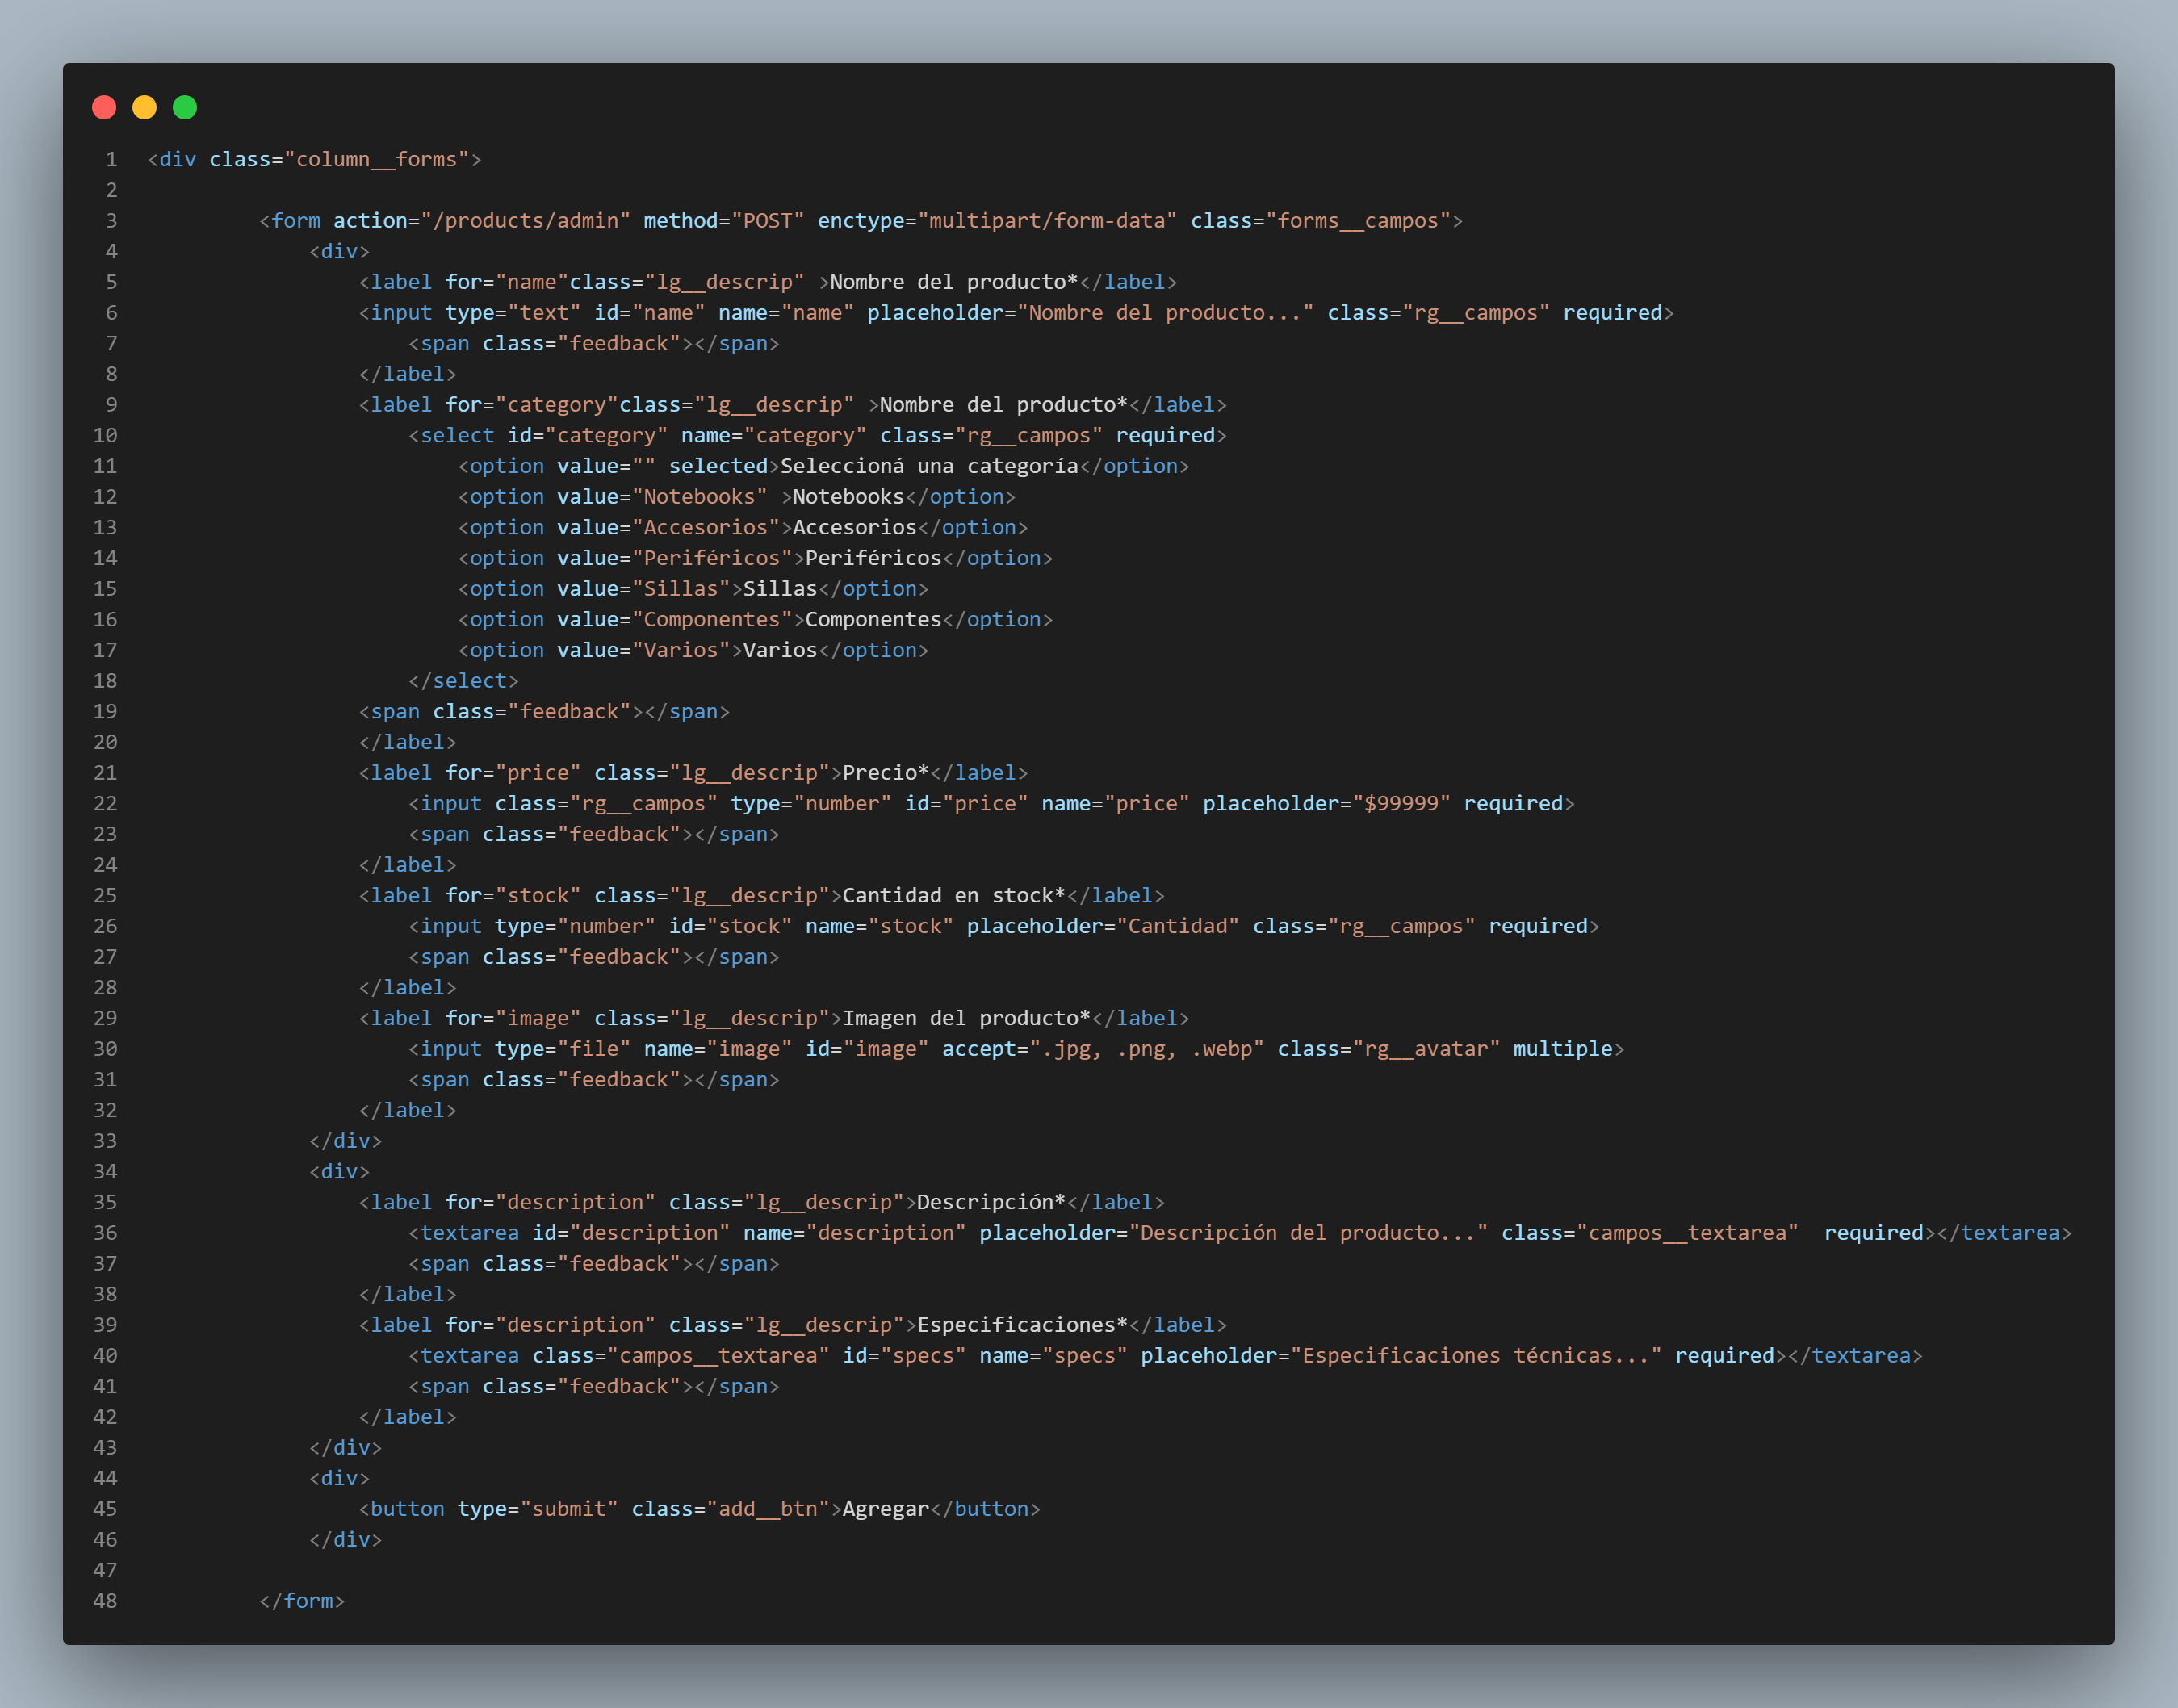 1 <div class="column__forms">
2
3 <form action="/products/admin" method="POST" enctype="multipart/form-data" class="forms__campos">
4 <div>
5 <label for="name"class="lg__descrip" >Nombre del producto*</label>
6 <input type="text" id="name" name="name" placeholder="Nombre del producto..." class="rg__campos" required>
7 <span class="feedback"></span>
8 </label>
9 <label for="category"class="lg__descrip" >Nombre del producto*</label>
10 <select id="category" name="category" class="rg__campos" required>
11 <option value="" selected>Seleccioná una categoría</option>
12 <option value="Notebooks" >Notebooks</option>
13 <option value="Accesorios">Accesorios</option>
14 <option value="Periféricos">Periféricos</option>
15 <option value="Sillas">Sillas</option>
16 <option value="Componentes">Componentes</option>
17 <option value="Varios">Varios</option>
18 </select>
19 <span class="feedback"></span>
20 </label>
21 <label for="price" class="lg__descrip">Precio*</label>
22 <input class="rg__campos" type="number" id="price" name="price" placeholder="$99999" required>
23 <span class="feedback"></span>
24 </label>
25 <label for="stock" class="lg__descrip">Cantidad en stock*</label>
26 <input type="number" id="stock" name="stock" placeholder="Cantidad" class="rg__campos" required>
27 <span class="feedback"></span>
28 </label>
29 <label for="image" class="lg__descrip">Imagen del producto*</label>
30 <input type="file" name="image" id="image" accept=".jpg, .png, .webp" class="rg__avatar" multiple>
31 <span class="feedback"></span>
32 </label>
33 </div>
34 <div>
35 <label for="description" class="lg__descrip">Descripción*</label>
36 <textarea id="description" name="description" placeholder="Descripción del producto..." class="campos__textarea"  required></textarea>
37 <span class="feedback"></span>
38 </label>
39 <label for="description" class="lg__descrip">Especificaciones*</label>
40 <textarea class="campos__textarea" id="specs" name="specs" placeholder="Especificaciones técnicas..." required></textarea>
41 <span class="feedback"></span>
42 </label>
43 </div>
44 <div>
45 <button type="submit" class="add__btn">Agregar</button>
46 </div>
47
48 </form>